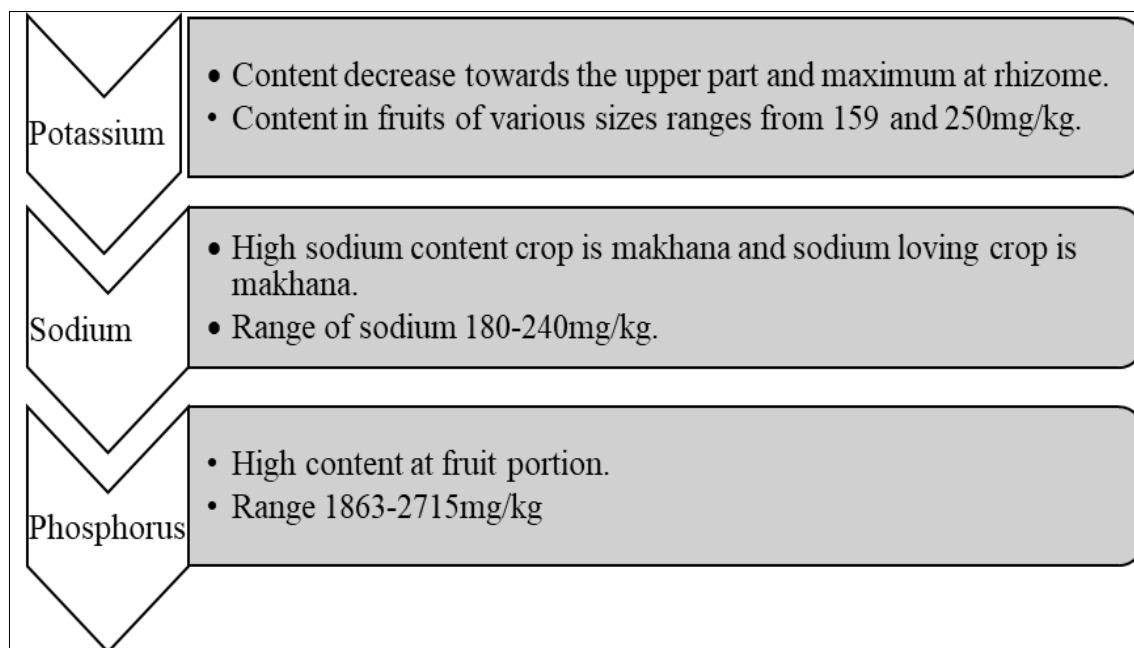 Potassium
• Content decrease towards the upper part and maximum at rhizome.
• Content in fruits of various sizes ranges from 159 and 250mg/kg.
Sodium
• High sodium content crop is makhana and sodium loving crop is
makhana.
• Range of sodium 180-240mg/kg.
Phosphorus
• High content at fruit portion.
• Range 1863-2715mg/kg